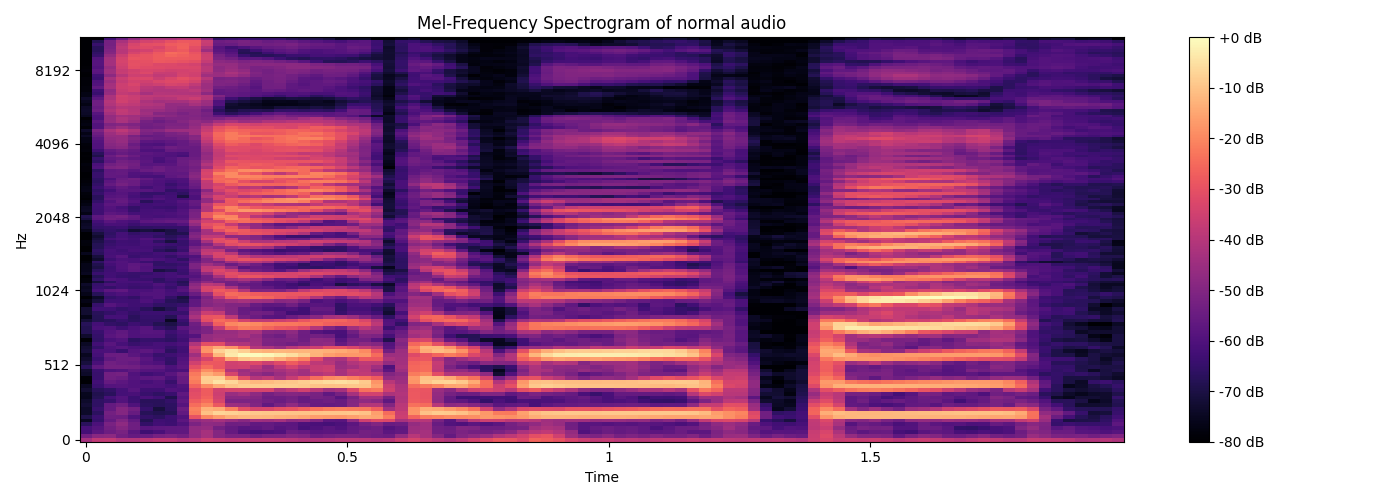 Mel-Frequency Spectrogram of normal audio
Hz
8192
4096
2048
1024
512
0
0
0.5
1
1.5
Time
+0 dB
-10 dB
-20 dB
-30 dB
-40 dB
-50 dB
-60 dB
-70 dB
-80 dB